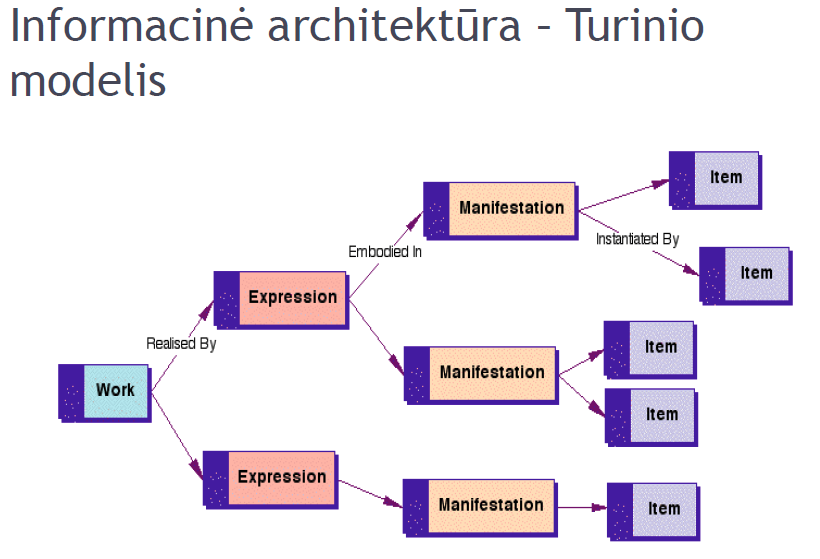 Informacinė architektūra – Turinio
modelis
Item
Manifestation
Instantiated By
Embodied In
Item
Expression
Realised By
Item
Manifestation
Work
Item
Expression
Manifestation
Item